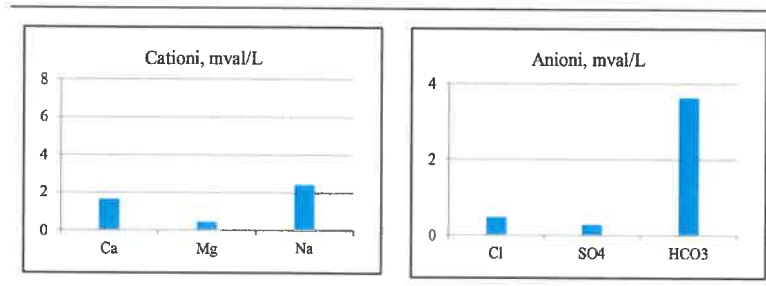 Cationi, mval/L
8
6
4
2
0
Ca Mg Na
Anioni, mval/L
4
2
0
Cl SO4 HCO3